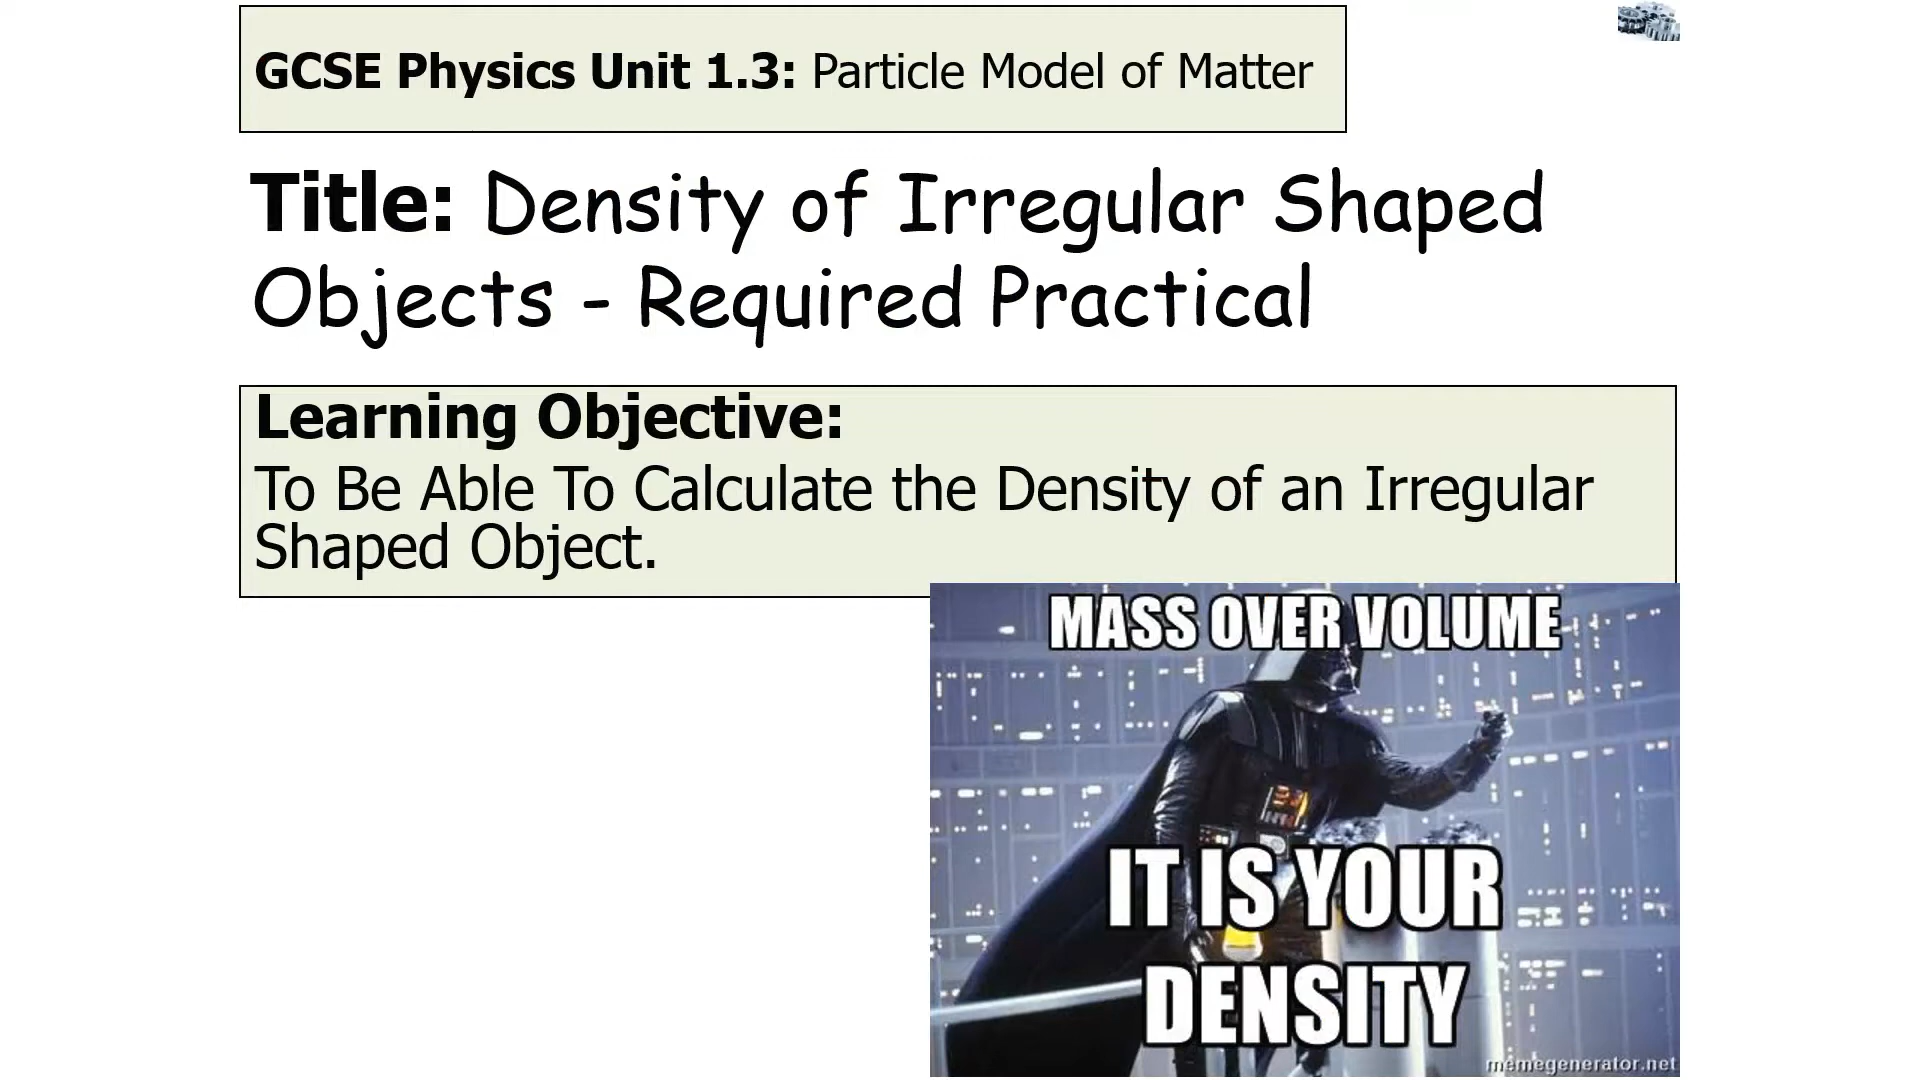 GCSE Physics Unit 1.3: Particle Model of Matter
Title: Density of Irregular Shaped
Objects - Required Practical
Learning Objective:
To Be Able To Calculate the Density of an Irregular
Shaped Object.
MASS OVER VOLUME
IT IS YOUR
DENSITY
memegenerator.net